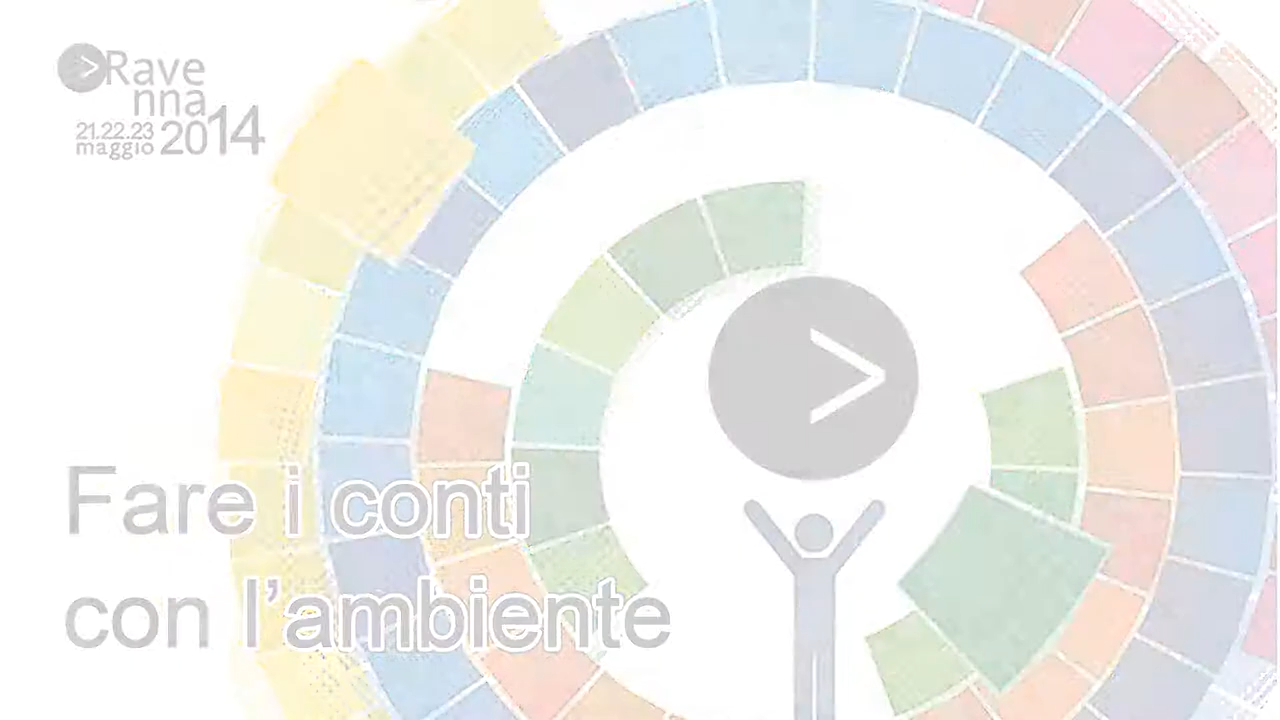 Rave
nna
21.22.23
maggio 2014
Fare i conti
con l'ambiente